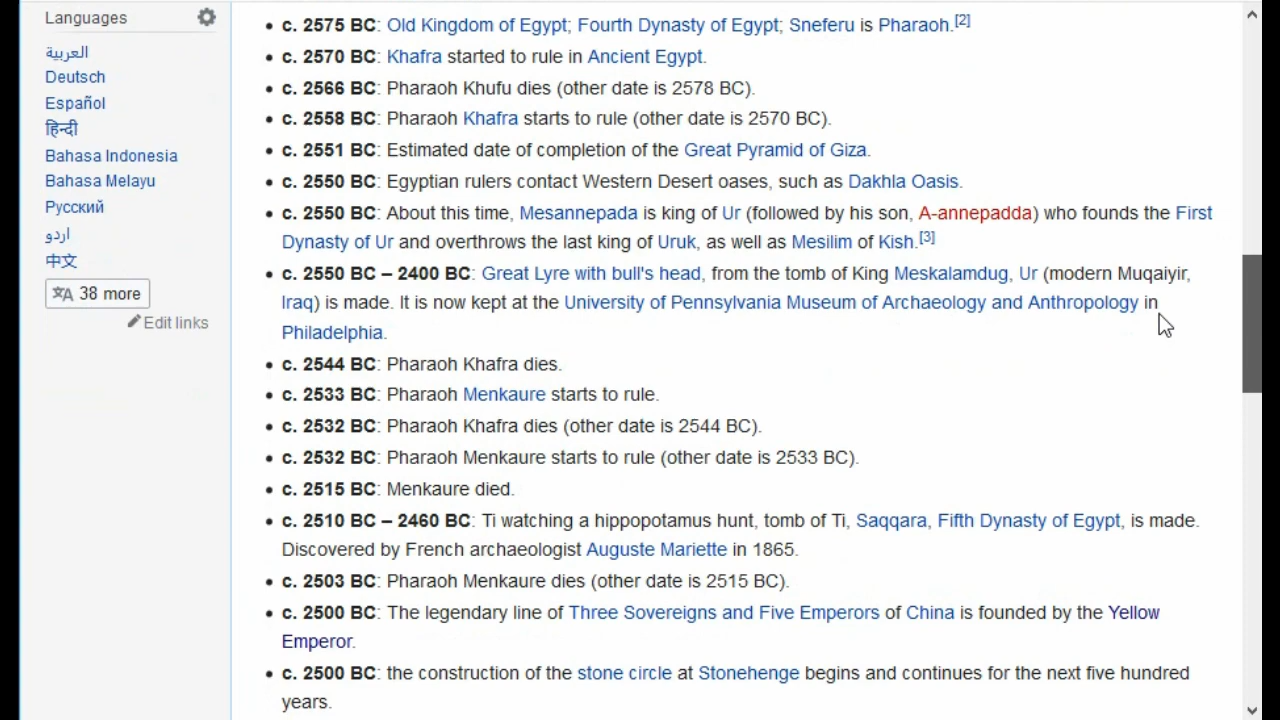 Languages
العربية
Deutsch
Español
हिन्दी
Bahasa Indonesia
Bahasa Melayu
Русский
اردو
中文
38 more
Edit links
c. 2575 BC: Old Kingdom of Egypt; Fourth Dynasty of Egypt; Sneferu is Pharaoh.[2]
c. 2570 BC: Khafra started to rule in Ancient Egypt.
c. 2566 BC: Pharaoh Khufu dies (other date is 2578 BC).
c. 2558 BC: Pharaoh Khafra starts to rule (other date is 2570 BC).
c. 2551 BC: Estimated date of completion of the Great Pyramid of Giza.
c. 2550 BC: Egyptian rulers contact Western Desert oases, such as Dakhla Oasis.
c. 2550 BC: About this time, Mesannepada is king of Ur (followed by his son, A-annepadda) who founds the First
Dynasty of Ur and overthrows the last king of Uruk, as well as Mesilim of Kish.[3]
c. 2550 BC – 2400 BC: Great Lyre with bull's head, from the tomb of King Meskalamdug, Ur (modern Muqaiyir,
Iraq) is made. It is now kept at the University of Pennsylvania Museum of Archaeology and Anthropology in
Philadelphia.
c. 2544 BC: Pharaoh Khafra dies.
c. 2533 BC: Pharaoh Menkaure starts to rule.
c. 2532 BC: Pharaoh Khafra dies (other date is 2544 BC).
c. 2532 BC: Pharaoh Menkaure starts to rule (other date is 2533 BC).
c. 2515 BC: Menkaure died.
c. 2510 BC – 2460 BC: Ti watching a hippopotamus hunt, tomb of Ti, Saqqara, Fifth Dynasty of Egypt, is made.
Discovered by French archaeologist Auguste Mariette in 1865.
c. 2503 BC: Pharaoh Menkaure dies (other date is 2515 BC).
c. 2500 BC: The legendary line of Three Sovereigns and Five Emperors of China is founded by the Yellow
Emperor.
c. 2500 BC: the construction of the stone circle at Stonehenge begins and continues for the next five hundred
years.